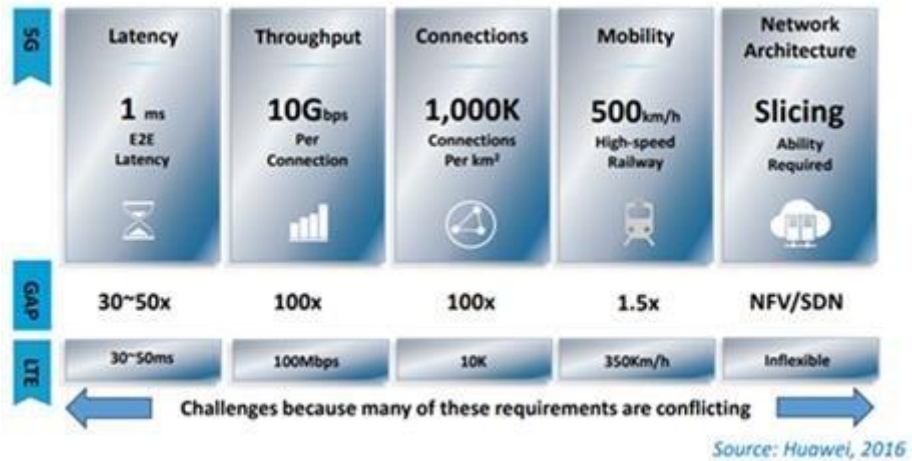 5G
Latency
1 ms
E2E
Latency
Throughput
10Gbps
Per
Connection
Connections
1,000K
Connections
Per km²
Mobility
500km/h
High-speed
Railway
Network
Architecture
Slicing
Ability
Required
GAP
30~50x
100x
100x
1.5x
NFV/SDN
LTE
30~50ms
100Mbps
10K
350Km/h
Inflexible
Challenges because many of these requirements are conflicting
Source: Huawei, 2016